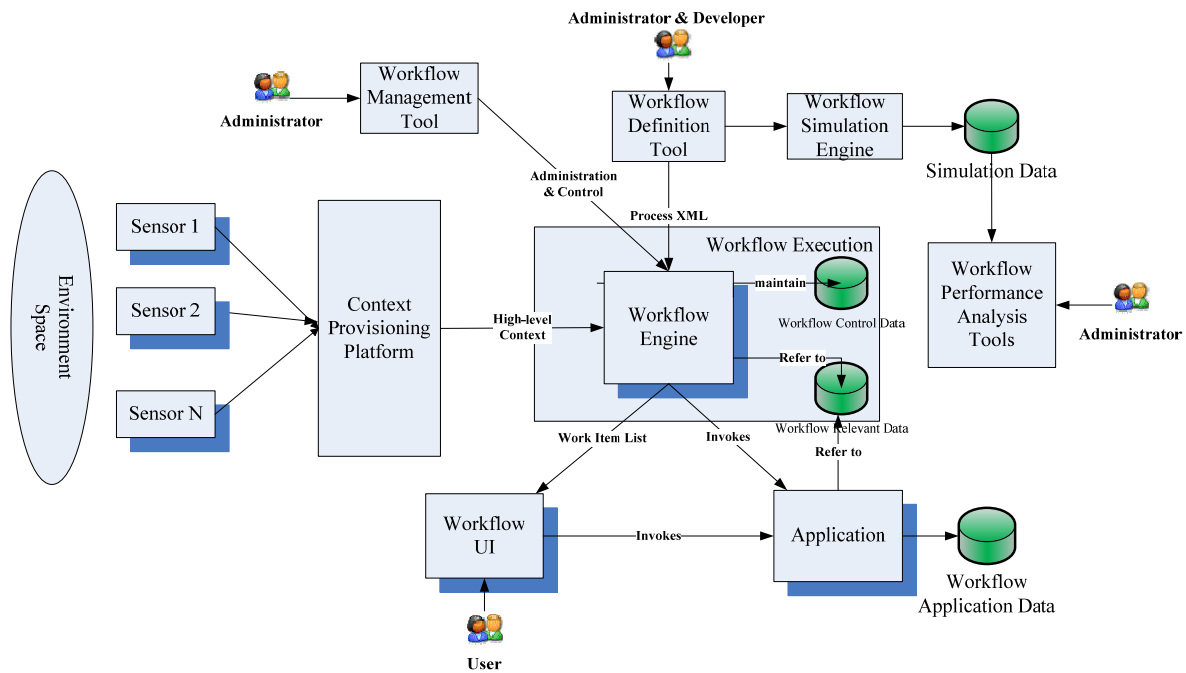 Administrator & Developer
Workflow
Management
Tool
Administrator
Workflow
Definition
Tool
Workflow
Simulation
Engine
Simulation Data
Administration
& Control
Process XML
Environment
Space
Sensor 1
Sensor 2
Sensor N
Context
Provisioning
Platform
High-level
Context
Workflow Execution
Workflow
Engine
maintain
Workflow Control Data
Refer to
Workflow Relevant Data
Workflow
Performance
Analysis
Tools
Administrator
Work Item List
Invokes
Refer to
Workflow
UI
Invokes
Application
Workflow
Application Data
User